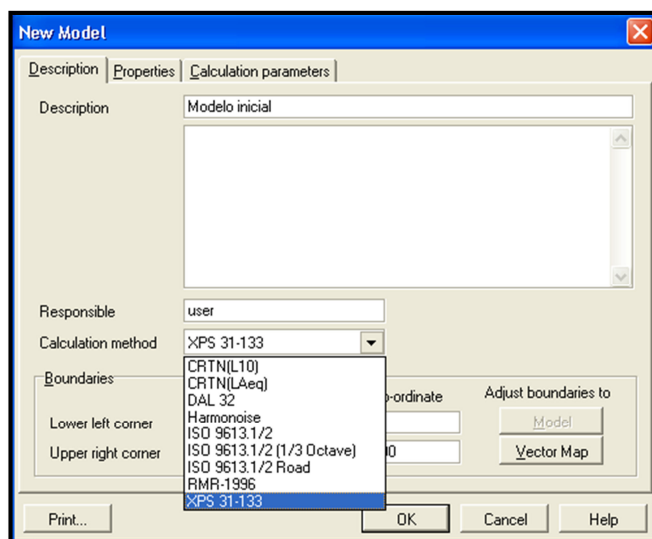 New Model
Description Properties Calculation parameters
Description Modelo inicial
Responsible user
Calculation method XPS 31-133
CRTN(L10)
CRTN(LAeq)
DAL 32
Harmonoise
ISO 9613.1/2
ISO 9613.1/2 (1/3 Octave)
ISO 9613.1/2 Road
RMR-1996
XPS 31-133
Boundaries
o-ordinate Adjust boundaries to
Lower left corner Model
Upper right corner Vector Map
Print... OK Cancel Help